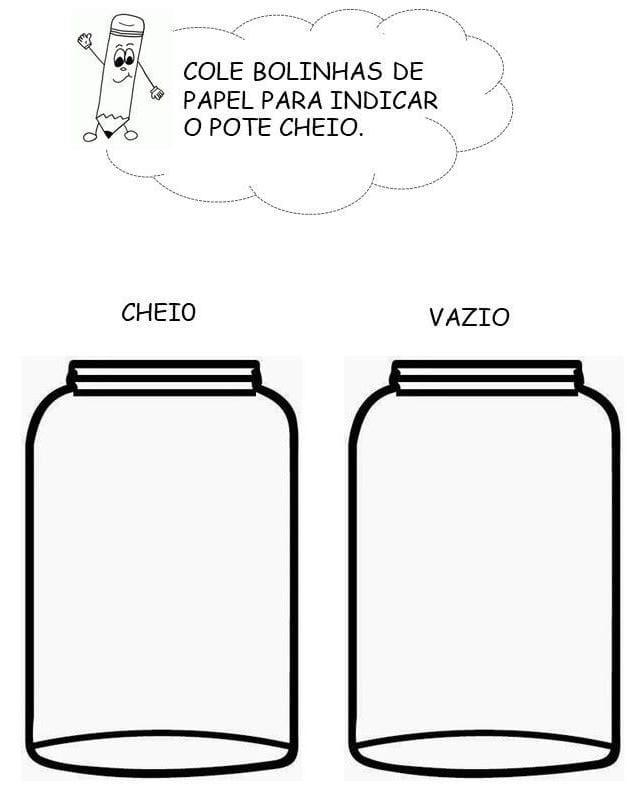 COLE BOLINHAS DE
PAPEL PARA INDICAR
O POTE CHEIO.
CHEIO
VAZIO